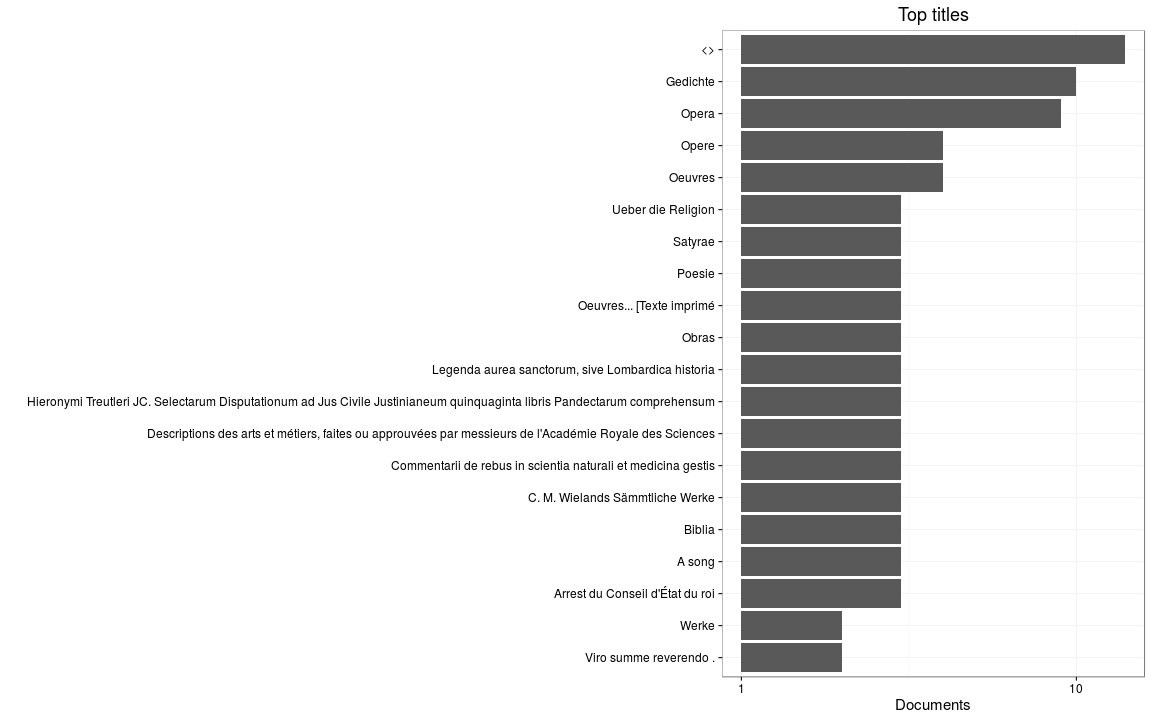 Top titles
<>
Gedichte
Opera
Opere
Oeuvres
Ueber die Religion
Satyrae
Poesie
Oeuvres... [Texte imprimé
Obras
Legenda aurea sanctorum, sive Lombardica historia
Hieronymi Treutleri JC. Selectarum Disputationum ad Jus Civile Justinianeum quinquaginta libris Pandectarum comprehensum
Descriptions des arts et métiers, faites ou approuvées par messieurs de l'Académie Royale des Sciences
Commentarii de rebus in scientia naturali et medicina gestis
C. M. Wielands Sämmtliche Werke
Biblia
A song
Arrest du Conseil d'État du roi
Werke
Viro summe reverendo .
1 10
Documents